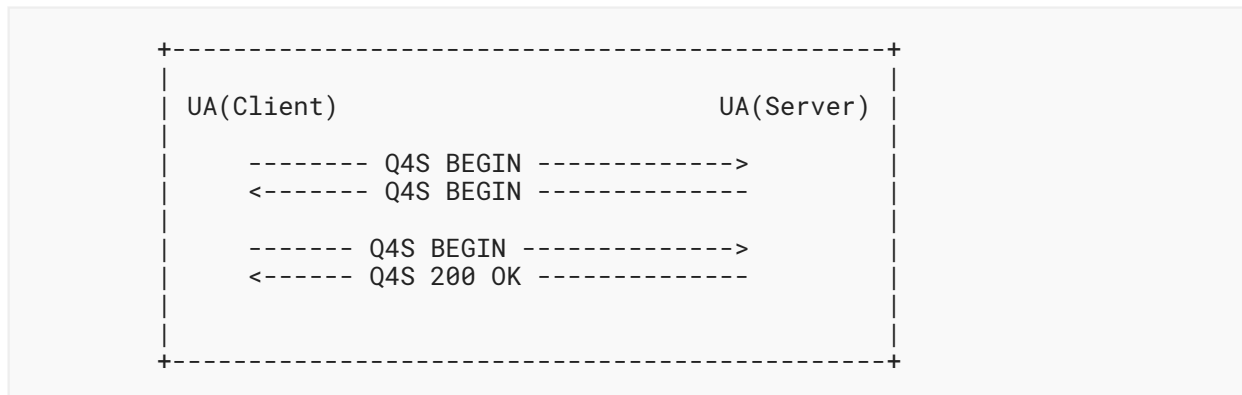 UA(Client) UA(Server)
-------- Q4S BEGIN ------------->
<------- Q4S BEGIN --------------
------- Q4S BEGIN -------------->
<------ Q4S 200 OK --------------